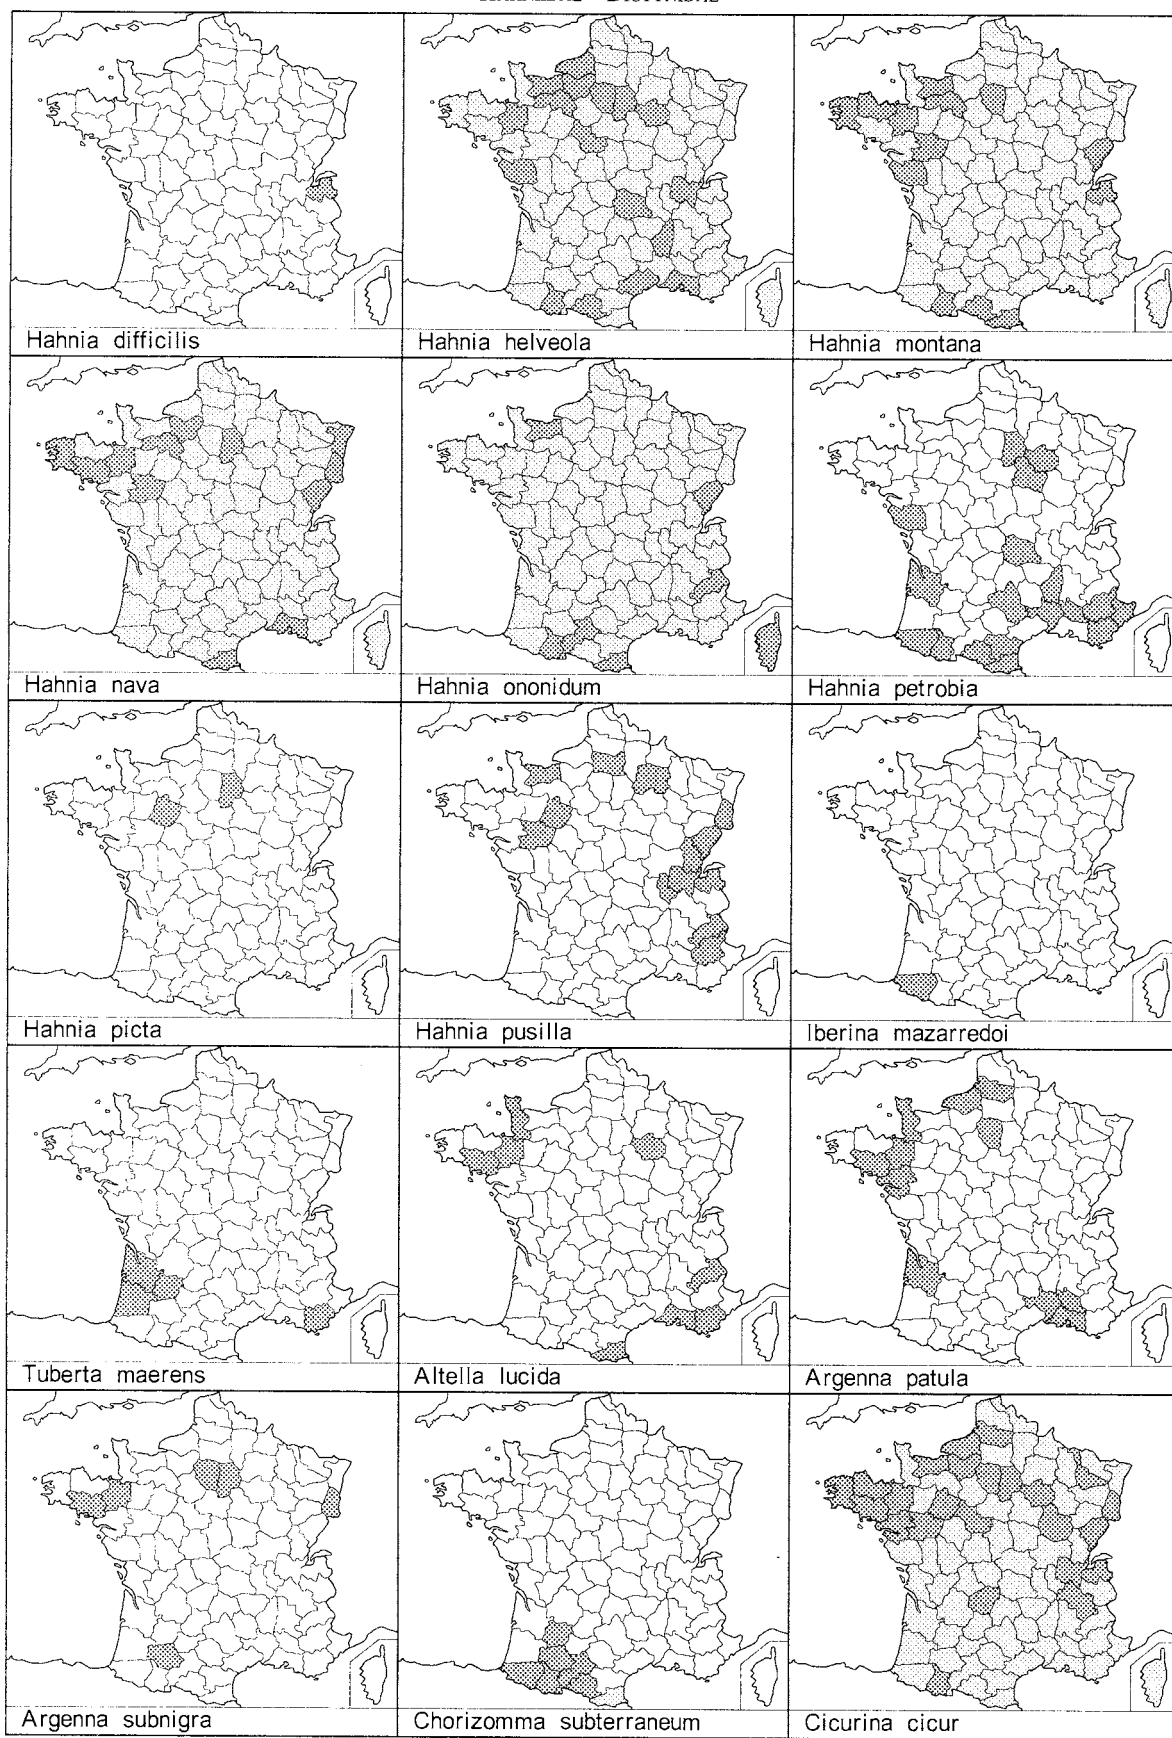 Hahnia difficilis
Hahnia helveola
Hahnia montana
Hahnia nava
Hahnia ononidum
Hahnia petrobia
Hahnia picta
Hahnia pusilla
Iberina mazarredoi
Tuberta maerens
Altella lucida
Argenna patula
Argenna subnigra
Chorizomma subterraneum
Cicurina cicur